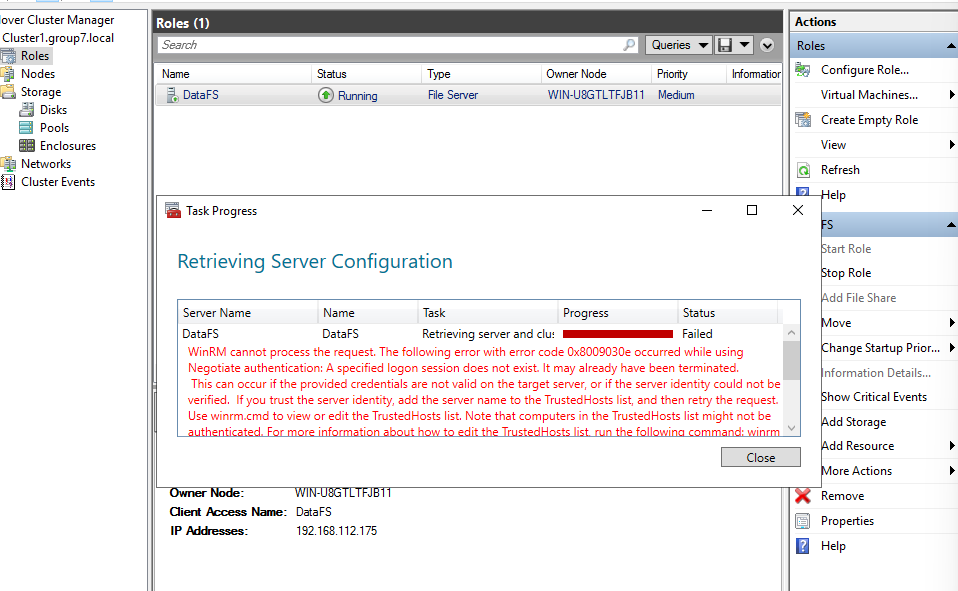 lover Cluster Manager
Cluster1.group7.local
Roles
Nodes
Storage
Disks
Pools
Enclosures
Networks
Cluster Events
Roles (1)
Search
Queries
Name Status Type Owner Node Priority Information
DataFS Running File Server WIN-U8GTLTFJB11 Medium
Task Progress
Retrieving Server Configuration
Server Name Name Task Progress Status
DataFS DataFS Retrieving server and clus Failed
WinRM cannot process the request. The following error with error code 0x8009030e occurred while using
Negotiate authentication: A specified logon session does not exist. It may already have been terminated.
This can occur if the provided credentials are not valid on the target server, or if the server identity could not be
verified. If you trust the server identity, add the server name to the TrustedHosts list, and then retry the request.
Use winrm.cmd to view or edit the TrustedHosts list. Note that computers in the TrustedHosts list might not be
authenticated. For more information about how to edit the TrustedHosts list, run the following command: winrm
Close
Owner Node: WIN-U8GTLTFJB11
Client Access Name: DataFS
IP Addresses: 192.168.112.175
Actions
Roles
Configure Role...
Virtual Machines...
Create Empty Role
View
Refresh
Help
FS
Start Role
Stop Role
Add File Share
Move
Change Startup Prior...
Information Details...
Show Critical Events
Add Storage
Add Resource
More Actions
Remove
Properties
Help